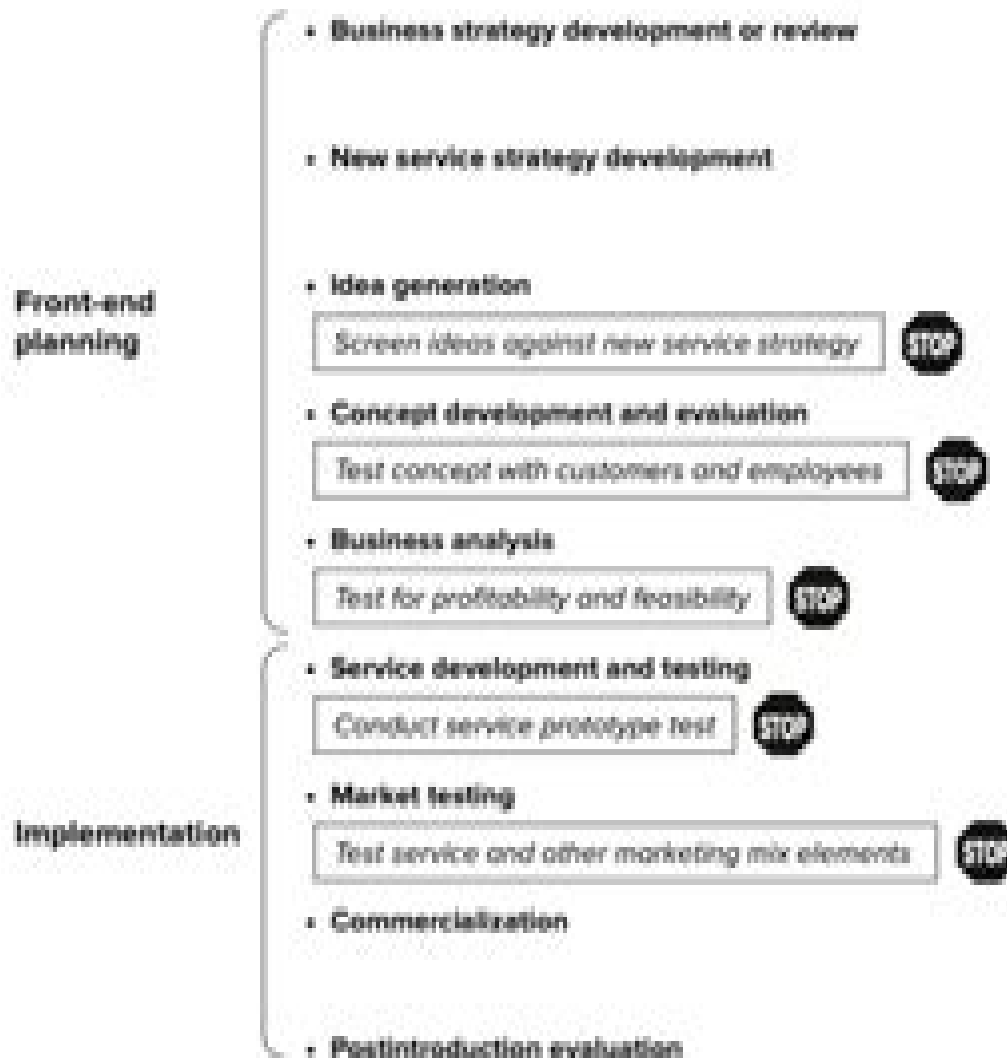 • Business strategy development or review
• New service strategy development
Front-end
planning
• Idea generation
Screen ideas against new service strategy
STOP
• Concept development and evaluation
Test concept with customers and employees
STOP
• Business analysis
Test for profitability and feasibility
STOP
Implementation
• Service development and testing
Conduct service prototype test
STOP
• Market testing
Test service and other marketing mix elements
STOP
• Commercialization
• Postintroduction evaluation